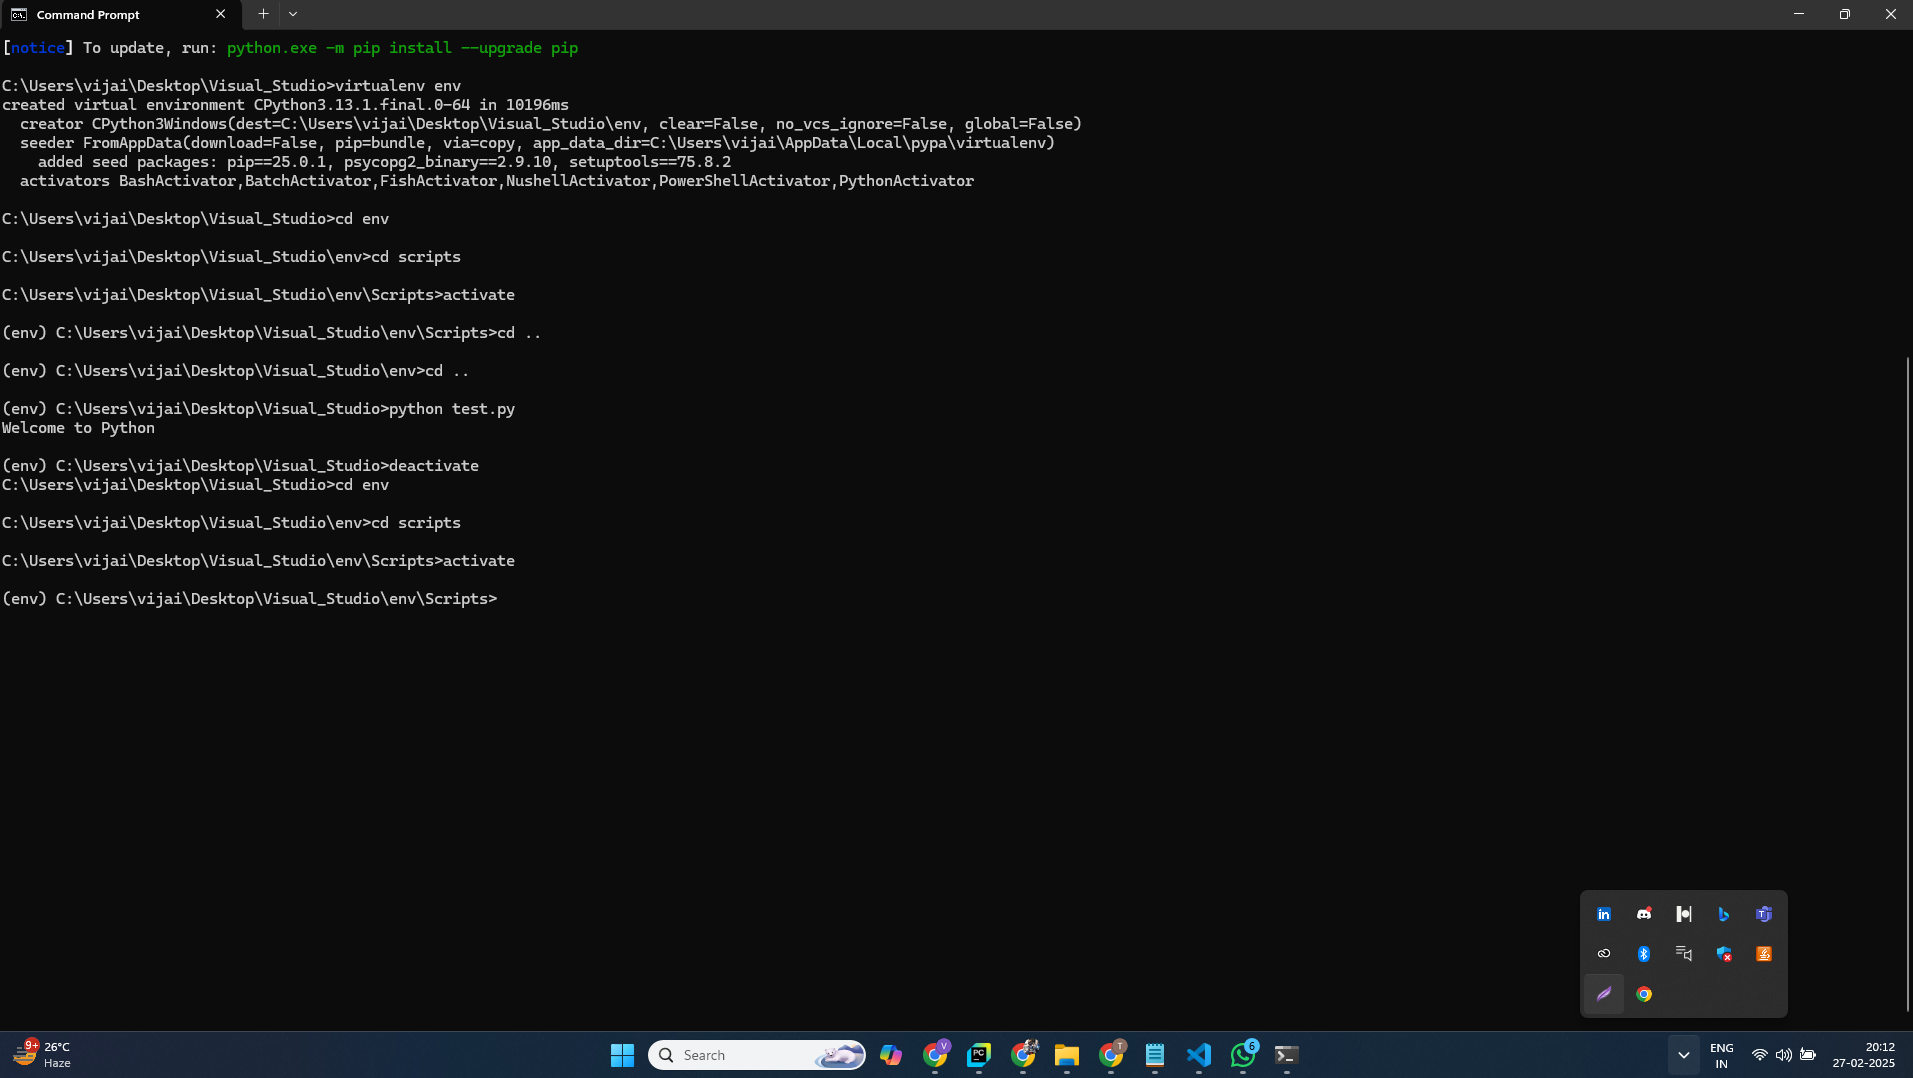 Command Prompt
[notice] To update, run: python.exe -m pip install --upgrade pip
C:\Users\vijai\Desktop\Visual_Studio>virtualenv env
created virtual environment CPython3.13.1.final.0-64 in 10196ms
  creator CPython3Windows(dest=C:\Users\vijai\Desktop\Visual_Studio\env, clear=False, no_vcs_ignore=False, global=False)
  seeder FromAppData(download=False, pip=bundle, via=copy, app_data_dir=C:\Users\vijai\AppData\Local\pypa\virtualenv)
    added seed packages: pip==25.0.1, psycopg2_binary==2.9.10, setuptools==75.8.2
  activators BashActivator,BatchActivator,FishActivator,NushellActivator,PowerShellActivator,PythonActivator
C:\Users\vijai\Desktop\Visual_Studio>cd env
C:\Users\vijai\Desktop\Visual_Studio\env>cd scripts
C:\Users\vijai\Desktop\Visual_Studio\env\Scripts>activate
(env) C:\Users\vijai\Desktop\Visual_Studio\env\Scripts>cd ..
(env) C:\Users\vijai\Desktop\Visual_Studio\env>cd ..
(env) C:\Users\vijai\Desktop\Visual_Studio>python test.py
Welcome to Python
(env) C:\Users\vijai\Desktop\Visual_Studio>deactivate
C:\Users\vijai\Desktop\Visual_Studio>cd env
C:\Users\vijai\Desktop\Visual_Studio\env>cd scripts
C:\Users\vijai\Desktop\Visual_Studio\env\Scripts>activate
(env) C:\Users\vijai\Desktop\Visual_Studio\env\Scripts>
9+
26°C
Haze
Search
V
PC
T
6
ENG
IN
20:12
27-02-2025